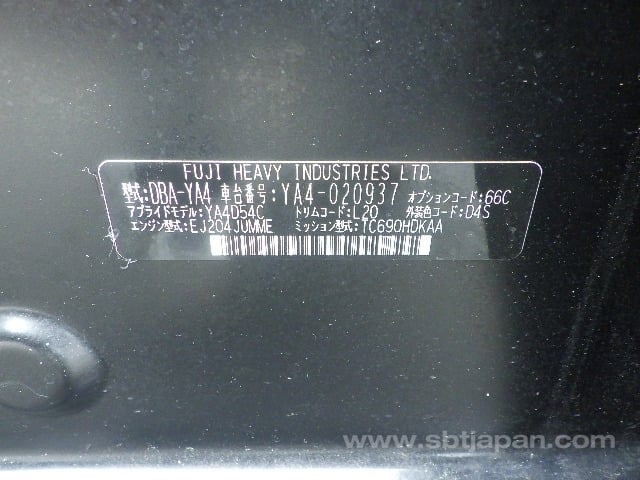 FUJI HEAVY INDUSTRIES LTD.
型式:DBA-YA4 車台番号:YA4-020937 オプションコード:66C
アプライドモデル:YA4D54C トリムコード:L20 外装色コード:D4S
エンジン型式:EJ204JUMME ミッション型式:TC690HDKAA
www.sbtjapan.com